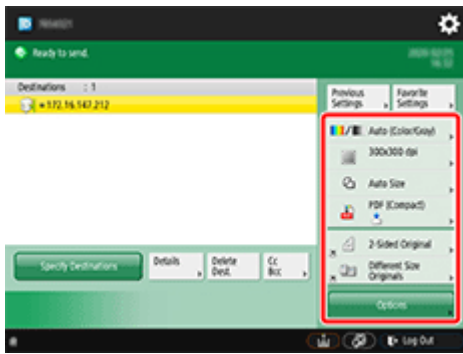 Ready to send.
Destinations : 1
172.16.147.212
Previous Settings
Favorite Settings
Auto (Color/Gray)
300x300 dpi
Auto Size
PDF (Compact)
2-Sided Original
Different Size Originals
Specify Destinations
Details
Delete Dest.
Cc Bcc
Options
Log Out